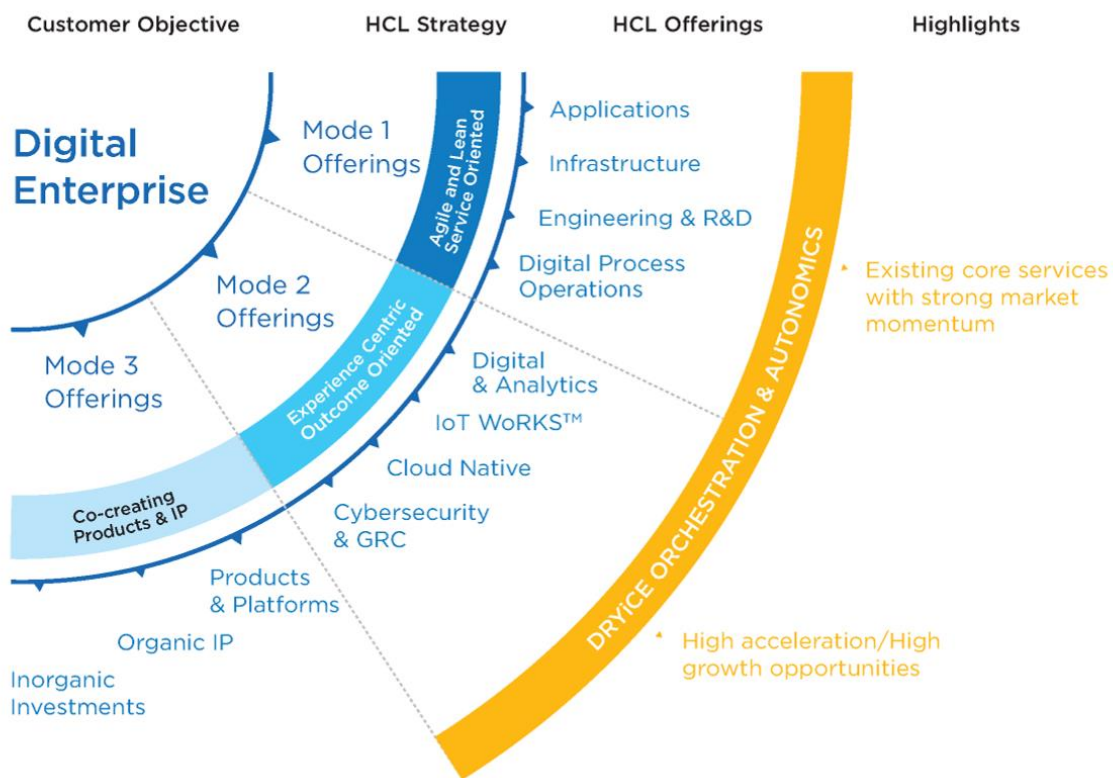 Customer Objective
HCL Strategy
HCL Offerings
Highlights
Digital
Enterprise
Mode 1
Offerings
Agile and Lean
Service Oriented
Applications
Infrastructure
Engineering & R&D
Digital Process
Operations
Mode 2
Offerings
Experience Centric
Outcome Oriented
Digital
& Analytics
IoT WoRKS™
Cloud Native
Cybersecurity
& GRC
Mode 3
Offerings
Co-creating
Products & IP
Products
& Platforms
Organic IP
Inorganic
Investments
DRYiCE ORCHESTRATION & AUTONOMICS
Existing core services
with strong market
momentum
High acceleration/High
growth opportunities